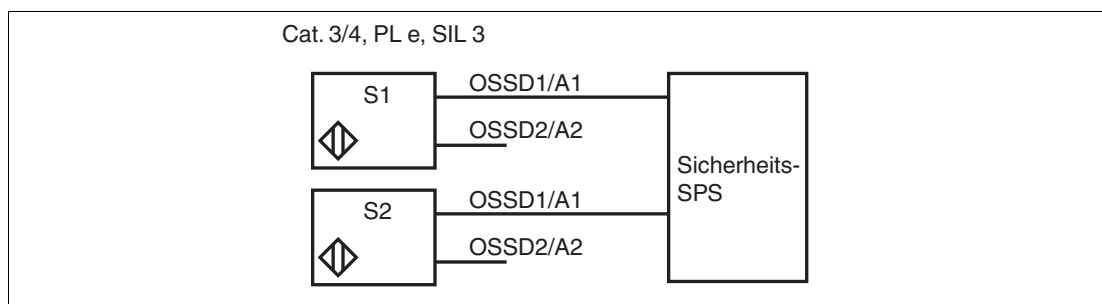 Cat. 3/4, PL e, SIL 3
S1
OSSD1/A1
OSSD2/A2
S2
OSSD1/A1
OSSD2/A2
Sicherheits-
SPS